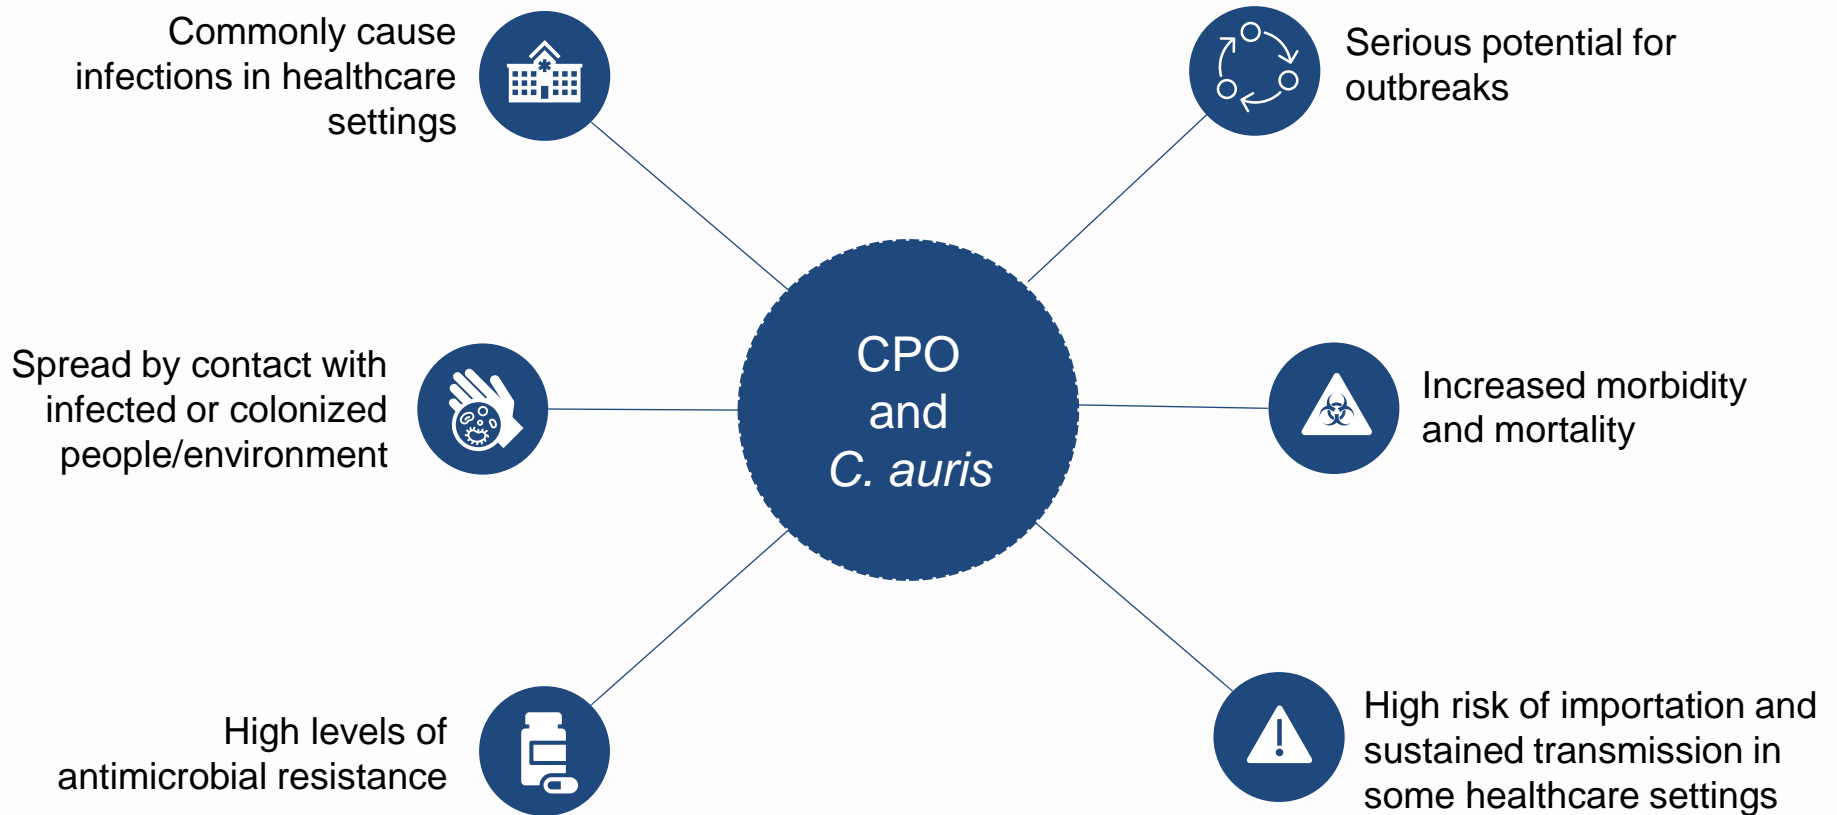 Commonly cause
infections in healthcare
settings
Serious potential for
outbreaks
Spread by contact with
infected or colonized
people/environment
CPO
and
C. auris
Increased morbidity
and mortality
High levels of
antimicrobial resistance
High risk of importation and
sustained transmission in
some healthcare settings